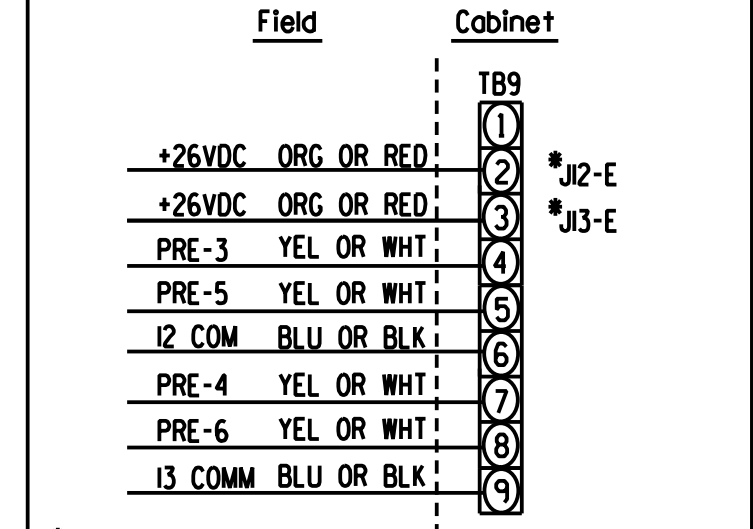 Field Cabinet
TB9
1
+26VDC ORG OR RED 2 *J12-E
+26VDC ORG OR RED 3 *J13-E
PRE-3 YEL OR WHT 4
PRE-5 YEL OR WHT 5
12 COM BLU OR BLK 6
PRE-4 YEL OR WHT 7
PRE-6 YEL OR WHT 8
13 COMM BLU OR BLK 9